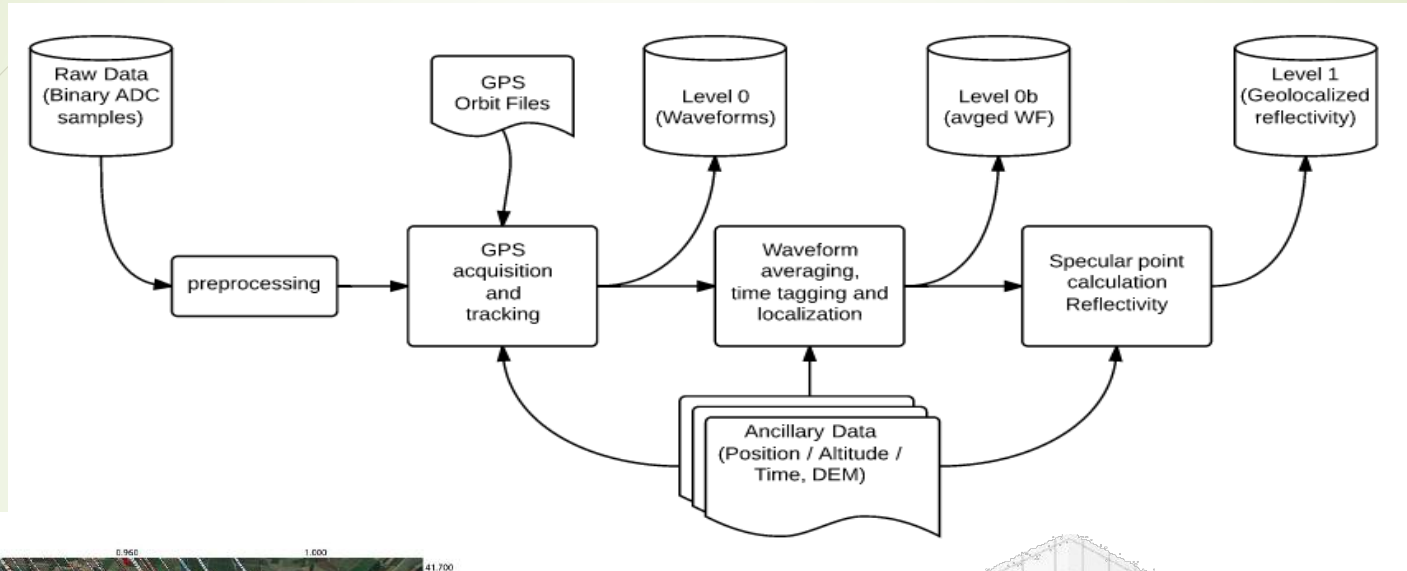 Raw Data
(Binary ADC
samples)
GPS
Orbit Files
Level 0
(Waveforms)
Level 0b
(avged WF)
Level 1
(Geolocalized
reflectivity)
preprocessing
GPS
acquisition
and
tracking
Waveform
averaging,
time tagging and
localization
Specular point
calculation
Reflectivity
Ancillary Data
(Position / Altitude /
Time, DEM)
0.960
1.000
41.700